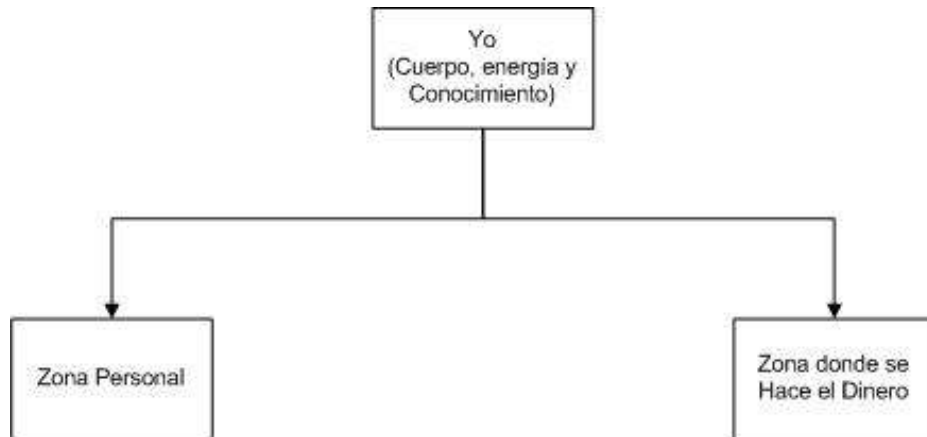 Yo
(Cuerpo, energia y
Conocimiento)
Zona Personal
Zona donde se
Hace el Dinero